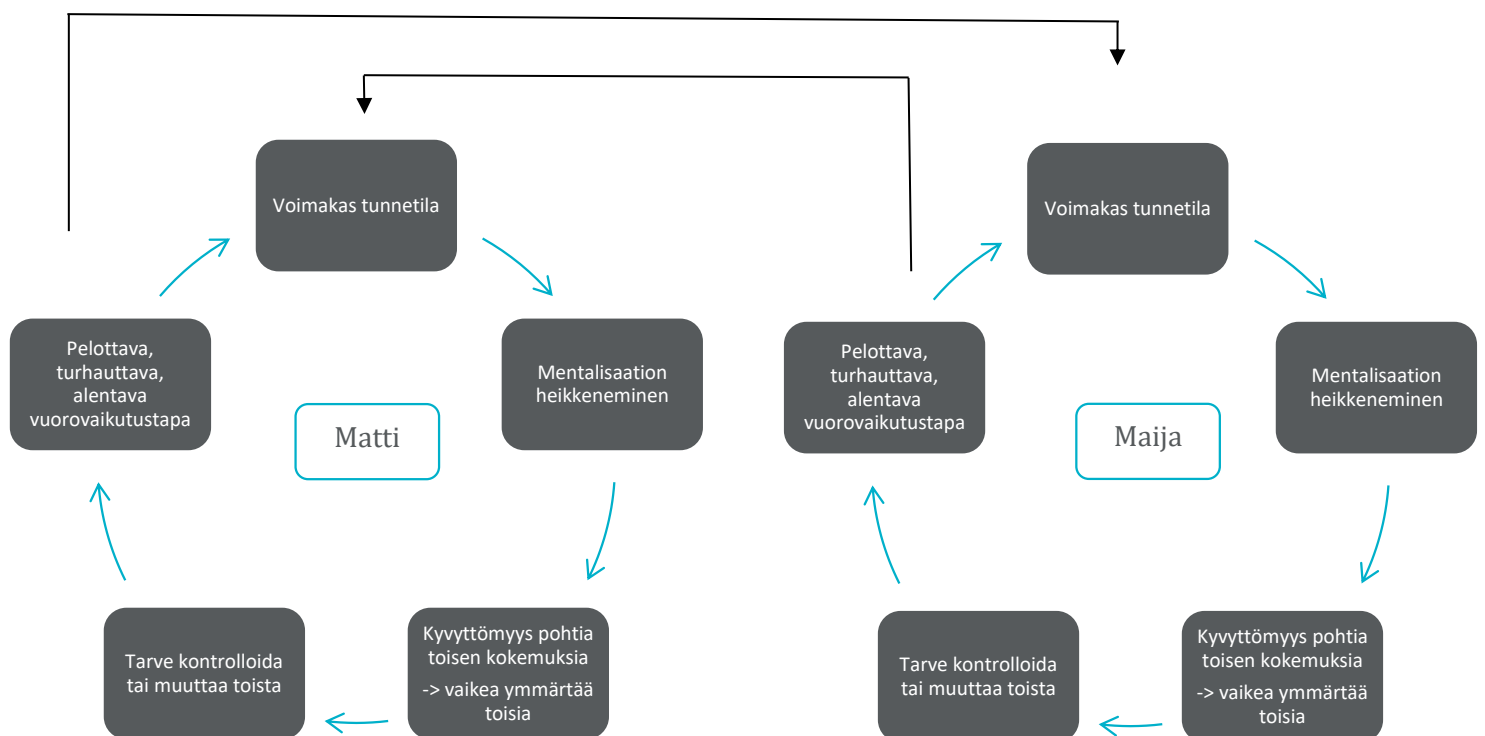 Voimakas tunnetila
Mentalisaation
heikkeneminen
Kyvyttömyys pohtia
toisen kokemuksia
-> vaikea ymmärtää
toisia
Tarve kontrolloida
tai muuttaa toista
Pelottava,
turhauttava,
alentava
vuorovaikutustapa
Matti
Voimakas tunnetila
Mentalisaation
heikkeneminen
Kyvyttömyys pohtia
toisen kokemuksia
-> vaikea ymmärtää
toisia
Tarve kontrolloida
tai muuttaa toista
Pelottava,
turhauttava,
alentava
vuorovaikutustapa
Maija